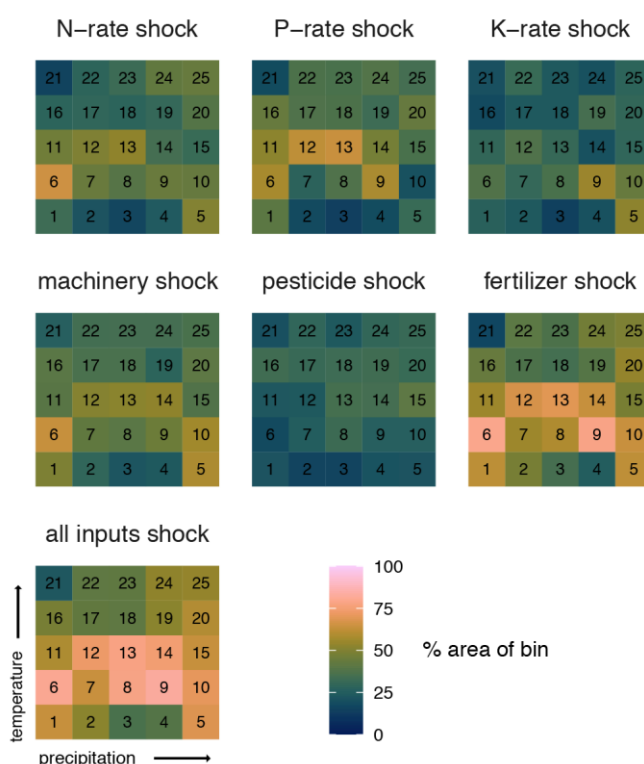 N−rate shock P−rate shock K−rate shock
21 22 23 24 25 21 22 23 24 25 21 22 23 24 25
16 17 18 19 20 16 17 18 19 20 16 17 18 19 20
11 12 13 14 15 11 12 13 14 15 11 12 13 14 15
6 7 8 9 10 6 7 8 9 10 6 7 8 9 10
1 2 3 4 5 1 2 3 4 5 1 2 3 4 5
machinery shock pesticide shock fertilizer shock
21 22 23 24 25 21 22 23 24 25 21 22 23 24 25
16 17 18 19 20 16 17 18 19 20 16 17 18 19 20
11 12 13 14 15 11 12 13 14 15 11 12 13 14 15
6 7 8 9 10 6 7 8 9 10 6 7 8 9 10
1 2 3 4 5 1 2 3 4 5 1 2 3 4 5
all inputs shock
21 22 23 24 25
16 17 18 19 20
11 12 13 14 15
6 7 8 9 10
1 2 3 4 5
temperature
precipitation
100
75
50
25
0
% area of bin